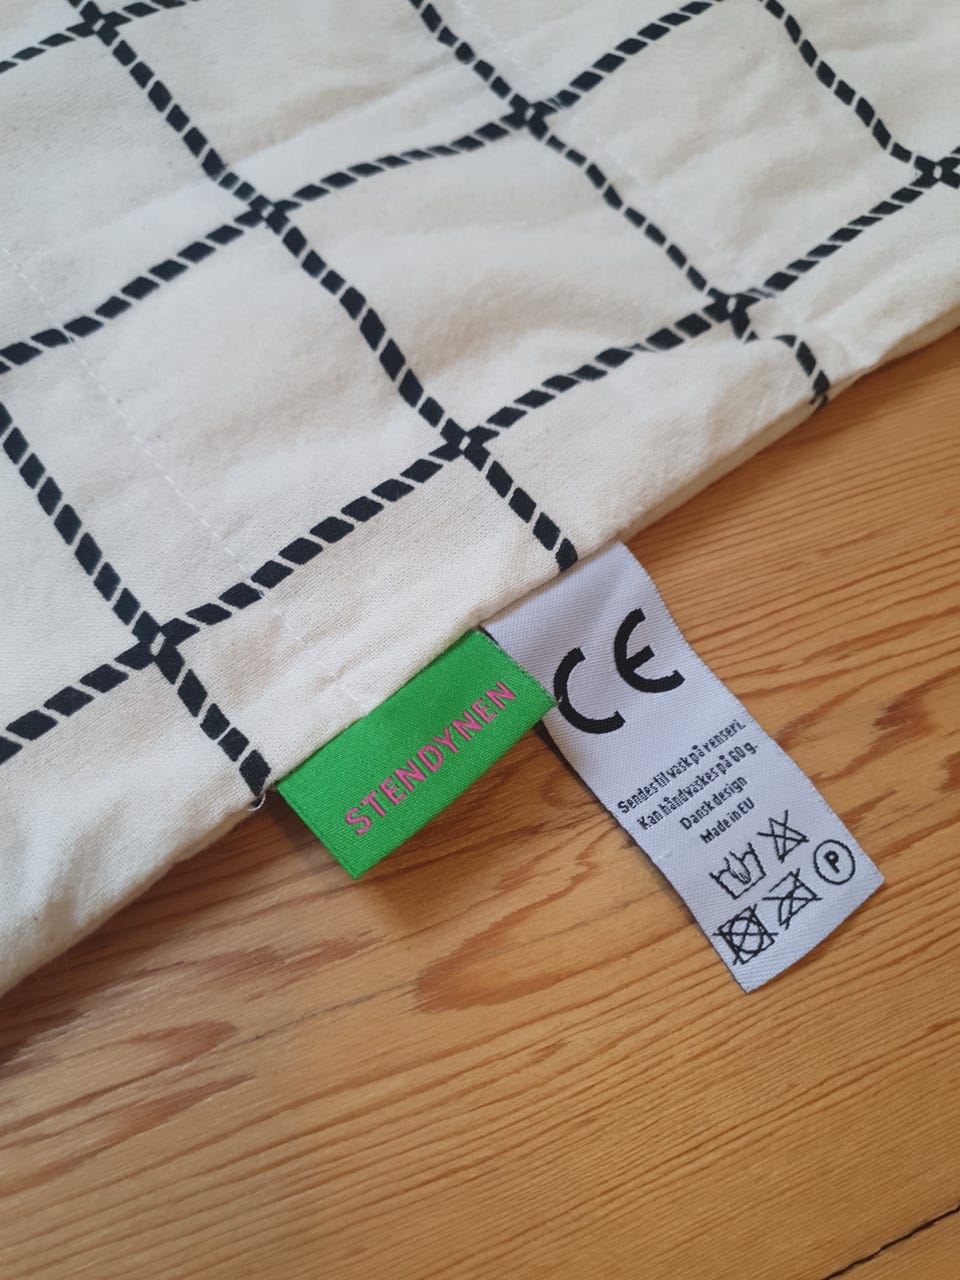 STENDYNEN
CE
Sendes til vask på renseri.
Kan håndvaskes på 60 g.
Dansk design
Made in EU
P